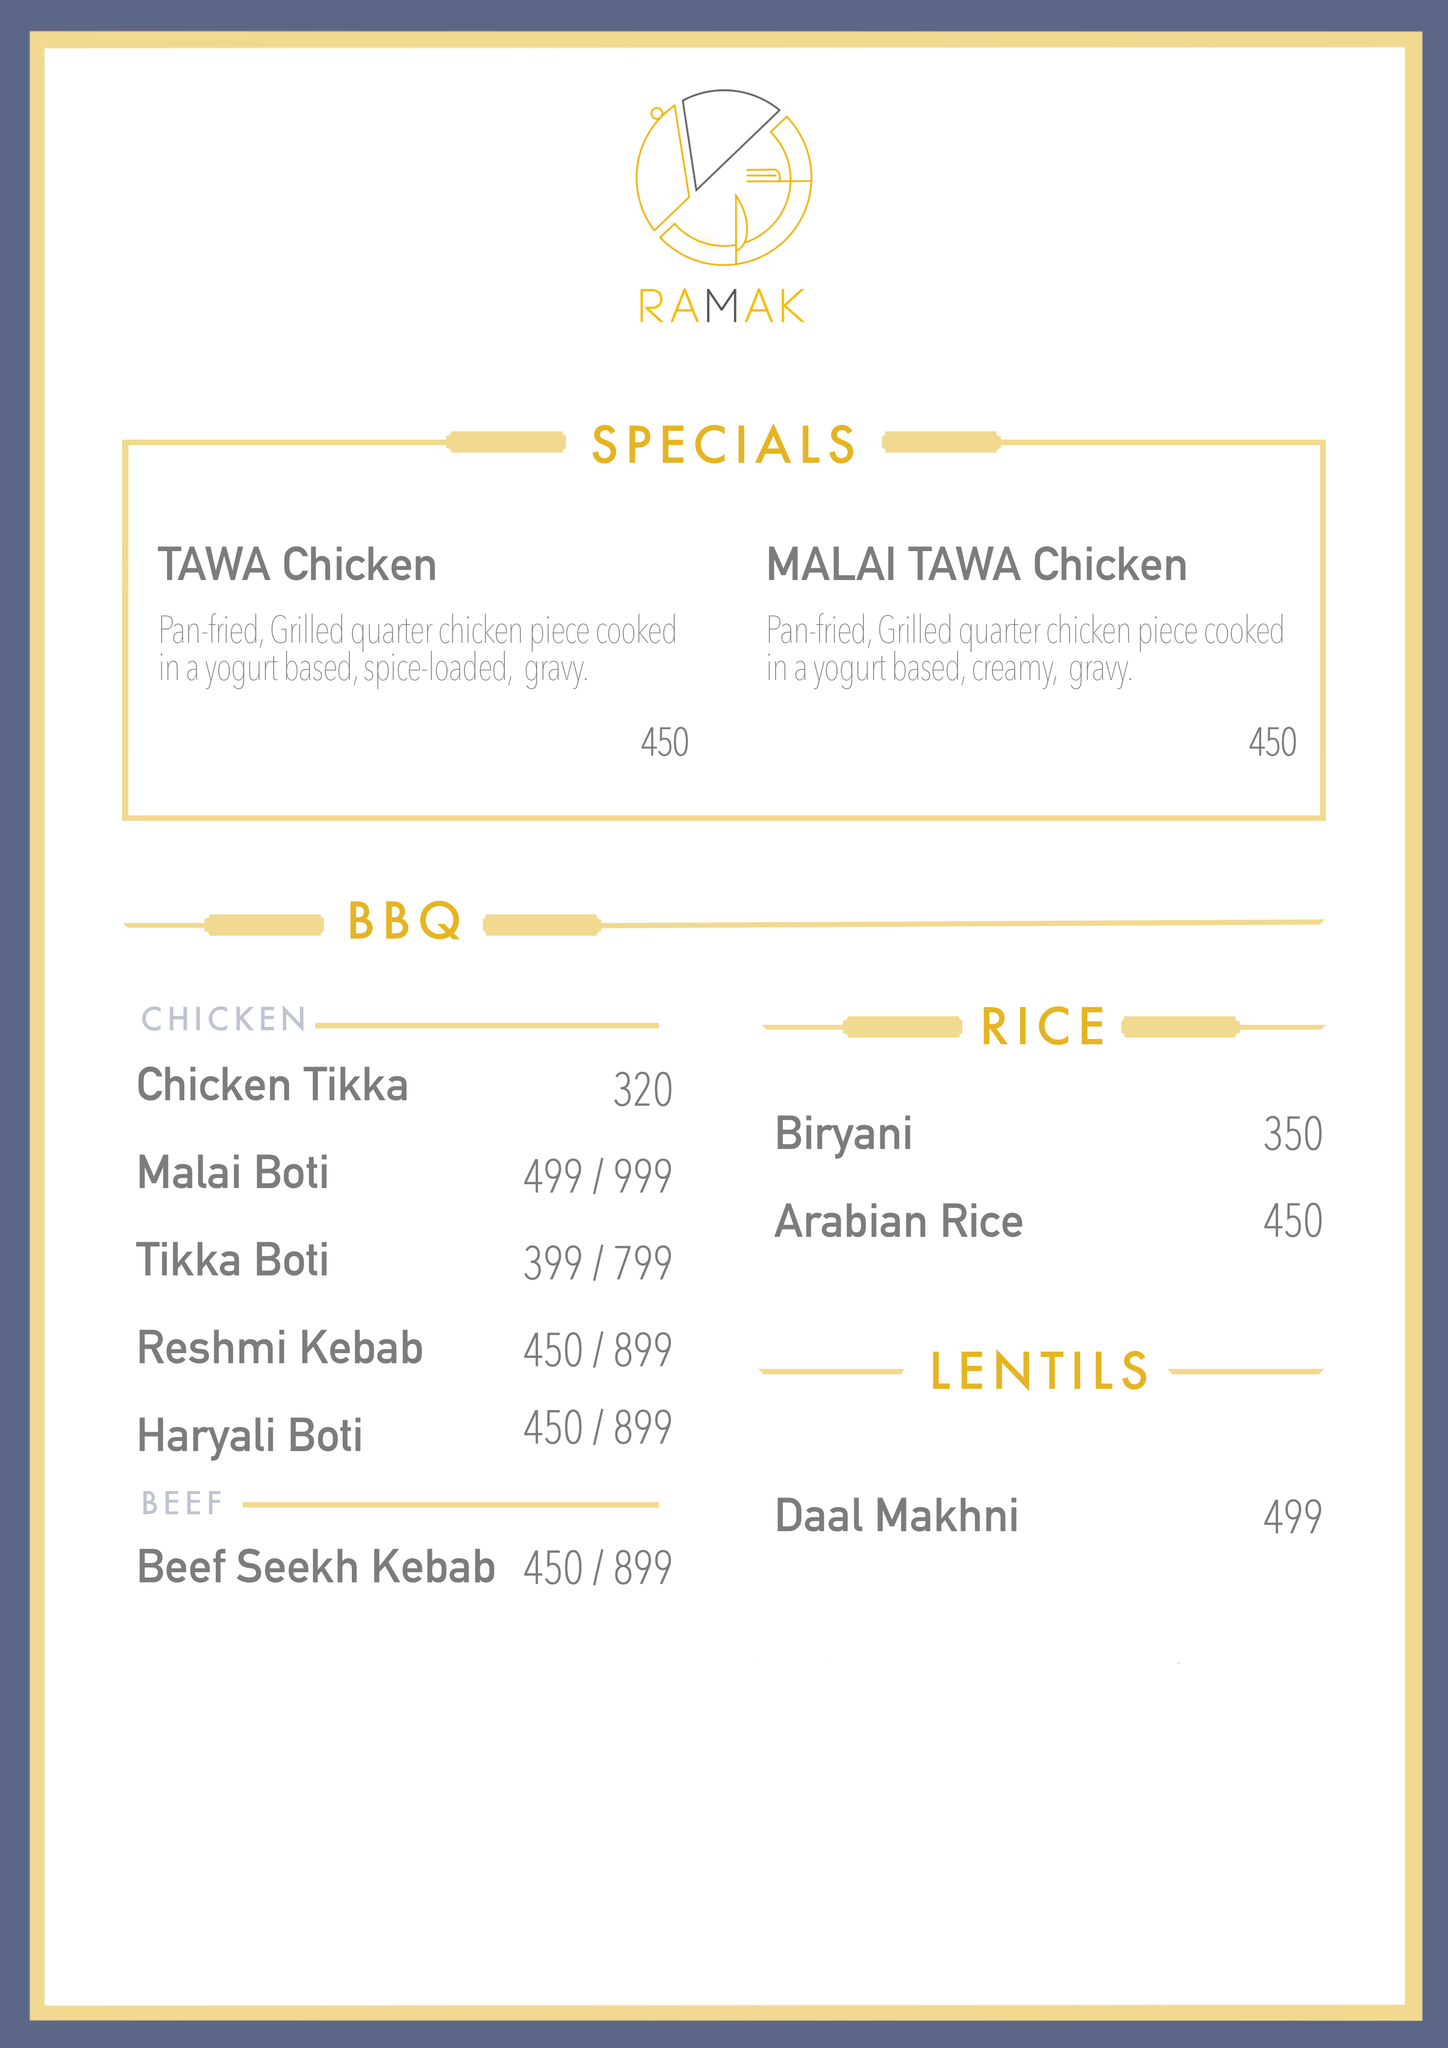 RAMAK
SPECIALS
TAWA Chicken
Pan-fried, Grilled quarter chicken piece cooked
in a yogurt based, spice-loaded, gravy.
450
MALAI TAWA Chicken
Pan-fried, Grilled quarter chicken piece cooked
in a yogurt based, creamy, gravy.
450
BBQ
CHICKEN
Chicken Tikka 320
Malai Boti 499 / 999
Tikka Boti 399 / 799
Reshmi Kebab 450 / 899
Haryali Boti 450 / 899
BEEF
Beef Seekh Kebab 450 / 899
RICE
Biryani 350
Arabian Rice 450
LENTILS
Daal Makhni 499